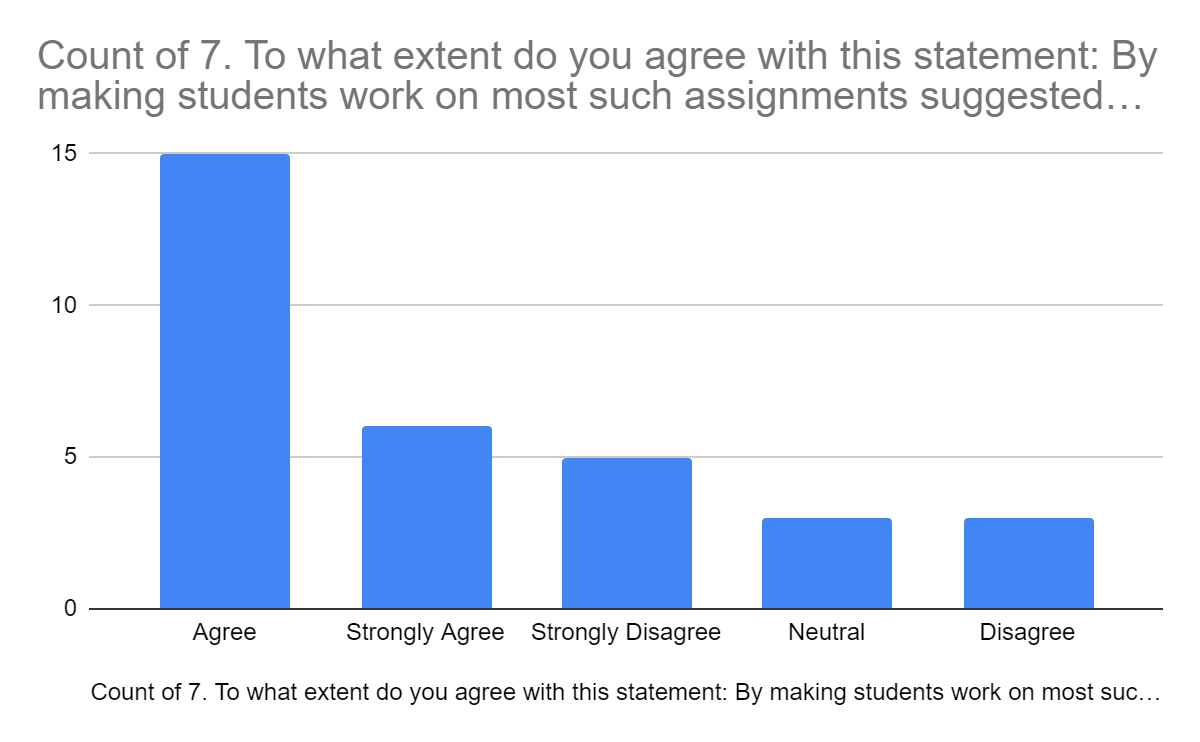 Count of 7. To what extent do you agree with this statement: By
making students work on most such assignments suggested…
15
10
5
0
Agree
Strongly Agree
Strongly Disagree
Neutral
Disagree
Count of 7. To what extent do you agree with this statement: By making students work on most suc…